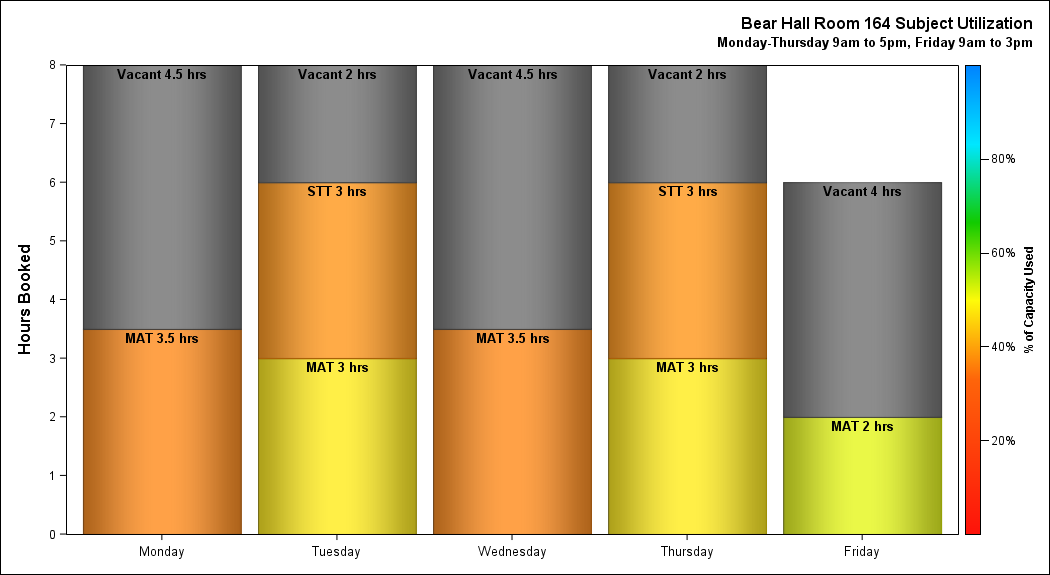 Bear Hall Room 164 Subject Utilization
Monday-Thursday 9am to 5pm, Friday 9am to 3pm
Hours Booked
8
7
6
5
4
3
2
1
0
Vacant 4.5 hrs
MAT 3.5 hrs
Vacant 2 hrs
STT 3 hrs
MAT 3 hrs
Vacant 4.5 hrs
MAT 3.5 hrs
Vacant 2 hrs
STT 3 hrs
MAT 3 hrs
Vacant 4 hrs
MAT 2 hrs
Monday
Tuesday
Wednesday
Thursday
Friday
80%
60%
40%
20%
% of Capacity Used